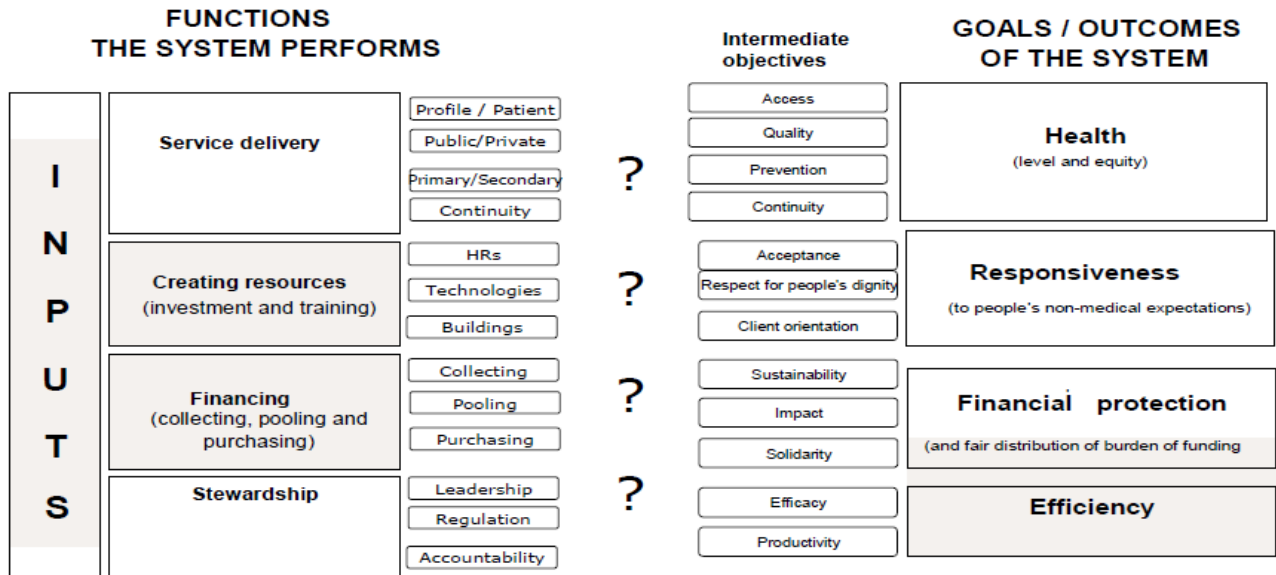 FUNCTIONS
THE SYSTEM PERFORMS
I
N
P
U
T
S
Service delivery
Profile / Patient
Public/Private
Primary/Secondary
Continuity
Creating resources
(investment and training)
HRs
Technologies
Buildings
Financing
(collecting, pooling and
purchasing)
Collecting
Pooling
Purchasing
Stewardship
Leadership
Regulation
Accountability
?
?
?
?
Intermediate
objectives
Access
Quality
Prevention
Continuity
Acceptance
Respect for people's dignity
Client orientation
Sustainability
Impact
Solidarity
Efficacy
Productivity
GOALS / OUTCOMES
OF THE SYSTEM
Health
(level and equity)
Responsiveness
(to people's non-medical expectations)
Financial protection
(and fair distribution of burden of funding
Efficiency